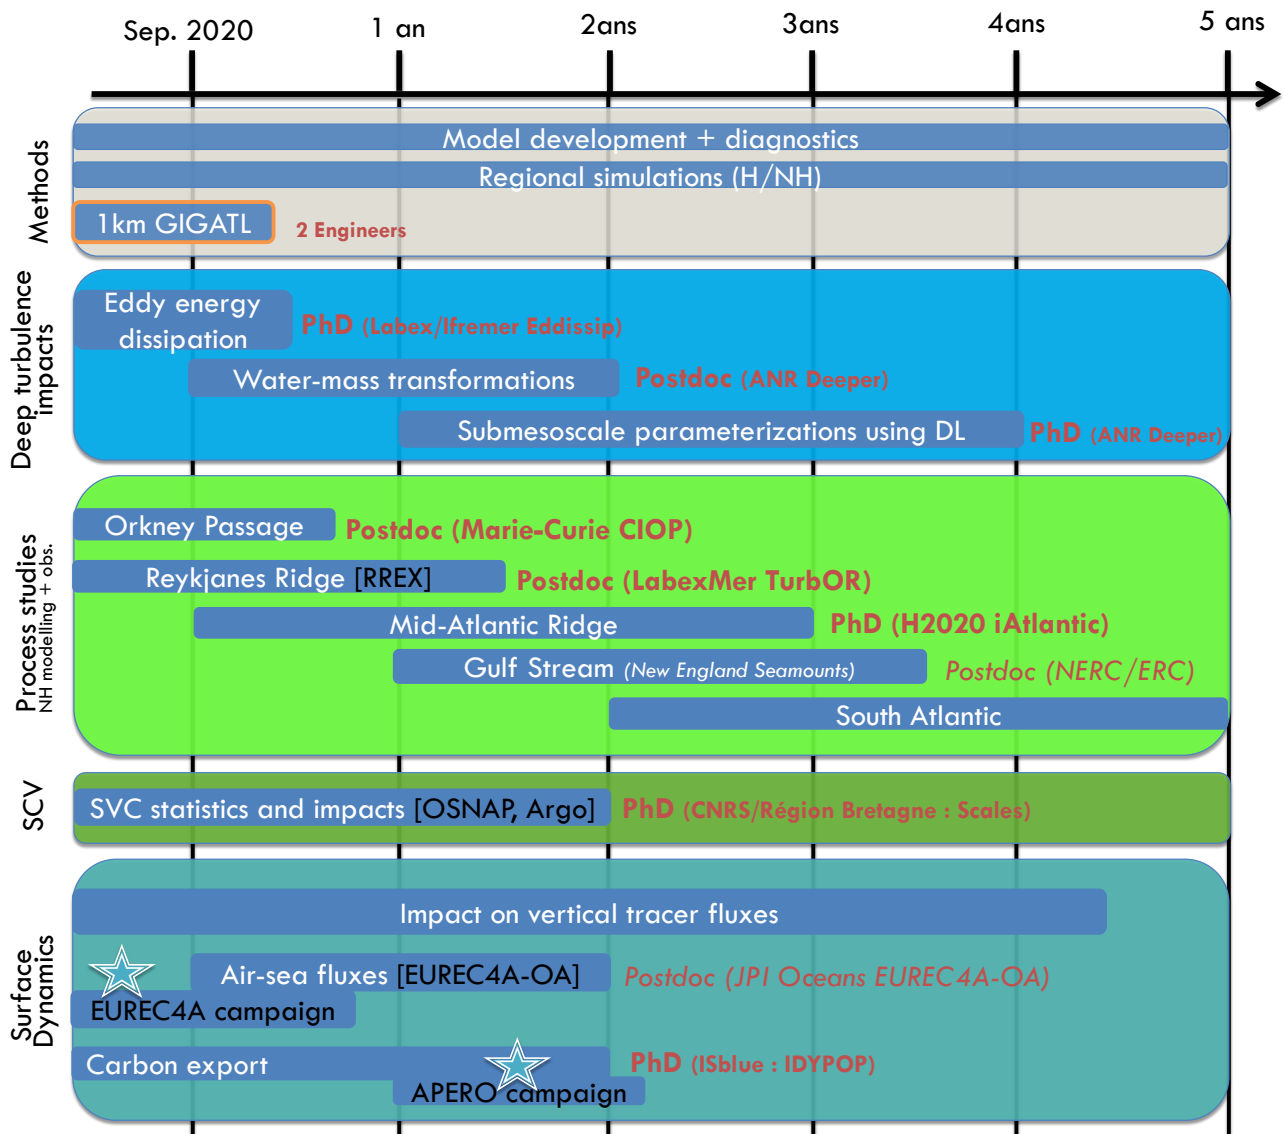 Sep. 2020
1 an
2ans
3ans
4ans
5 ans
Methods
Model development + diagnostics
Regional simulations (H/NH)
1km GIGATL
2 Engineers
Deep turbulence
impacts
Eddy energy
dissipation
PhD (Labex/Ifremer Eddissip)
Water-mass transformations
Postdoc (ANR Deeper)
Submesoscale parameterizations using DL
PhD (ANR Deeper)
Process studies
NH modelling + obs.
Orkney Passage
Postdoc (Marie-Curie CIOP)
Reykjanes Ridge [RREX]
Postdoc (LabexMer TurbOR)
Mid-Atlantic Ridge
PhD (H2020 iAtlantic)
Gulf Stream (New England Seamounts)
Postdoc (NERC/ERC)
South Atlantic
SCV
SVC statistics and impacts [OSNAP, Argo]
PhD (CNRS/Région Bretagne : Scales)
Surface
Dynamics
Impact on vertical tracer fluxes
Air-sea fluxes [EUREC4A-OA]
Postdoc (JPI Oceans EUREC4A-OA)
EUREC4A campaign
Carbon export
PhD (ISblue : IDYPOP)
APERO campaign